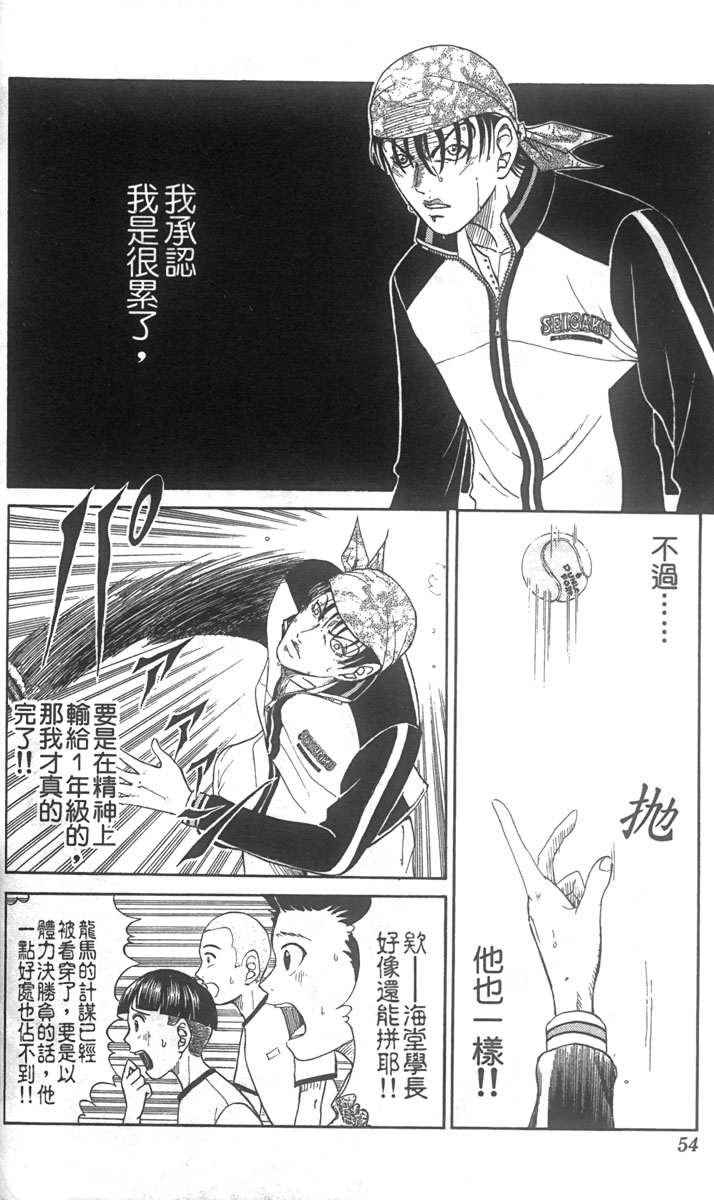 我承認
我是很累了，
SEIGAKU
不過……
拋
他也一樣!!
パ
SEIGAKU
要是在精神上
輸給1年級的，
那我才真的
完了!!
欸—海堂學長
好像還能拼耶!!
龍馬的計謀已經
被看穿了，要是以
體力決勝負的話，他
一點好處也佔不到!!
54